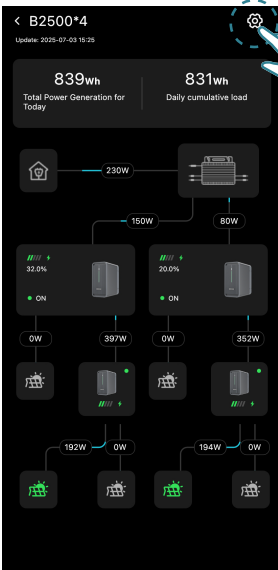 B2500*4
Update: 2025-07-03 15:25
839Wh
831Wh
Total Power Generation for
Today
Daily cumulative load
230W
150W
80W
32.0%
20.0%
ON
ON
0W
397W
0W
352W
192W
0W
194W
0W